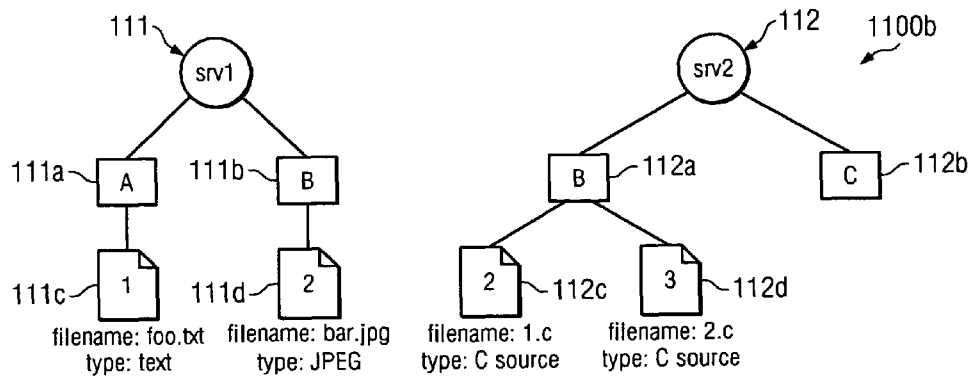 111
srv1
112
srv2
1100b
111a
A
111b
B
B
112a
C
112b
111c
1
111d
2
2
112c
3
112d
filename: foo.txt
type: text
filename: bar.jpg
type: JPEG
filename: 1.c
type: C source
filename: 2.c
type: C source